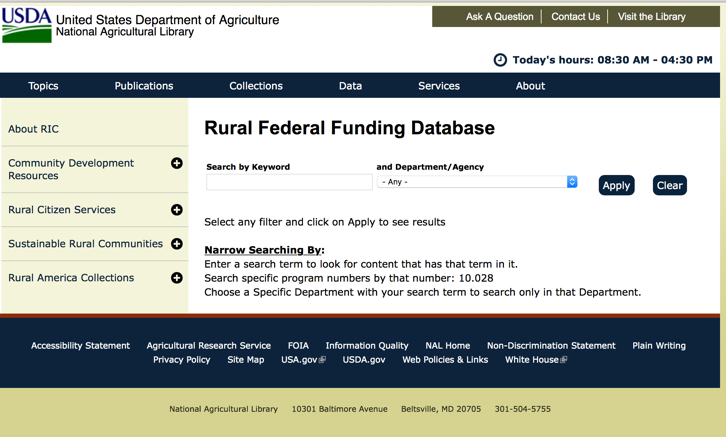 USDA
United States Department of Agriculture
National Agricultural Library
Ask A Question
Contact Us
Visit the Library
Today's hours: 08:30 AM - 04:30 PM
Topics
Publications
Collections
Data
Services
About
About RIC
Community Development
Resources
Rural Citizen Services
Sustainable Rural Communities
Rural America Collections
Rural Federal Funding Database
Search by Keyword
and Department/Agency
- Any -
Apply
Clear
Select any filter and click on Apply to see results
Narrow Searching By:
Enter a search term to look for content that has that term in it.
Search specific program numbers by that number: 10.028
Choose a Specific Department with your search term to search only in that Department.
Accessibility Statement
Agricultural Research Service
FOIA
Information Quality
NAL Home
Non-Discrimination Statement
Plain Writing
Privacy Policy
Site Map
USA.gov
USDA.gov
Web Policies & Links
White House
National Agricultural Library
10301 Baltimore Avenue
Beltsville, MD 20705
301-504-5755